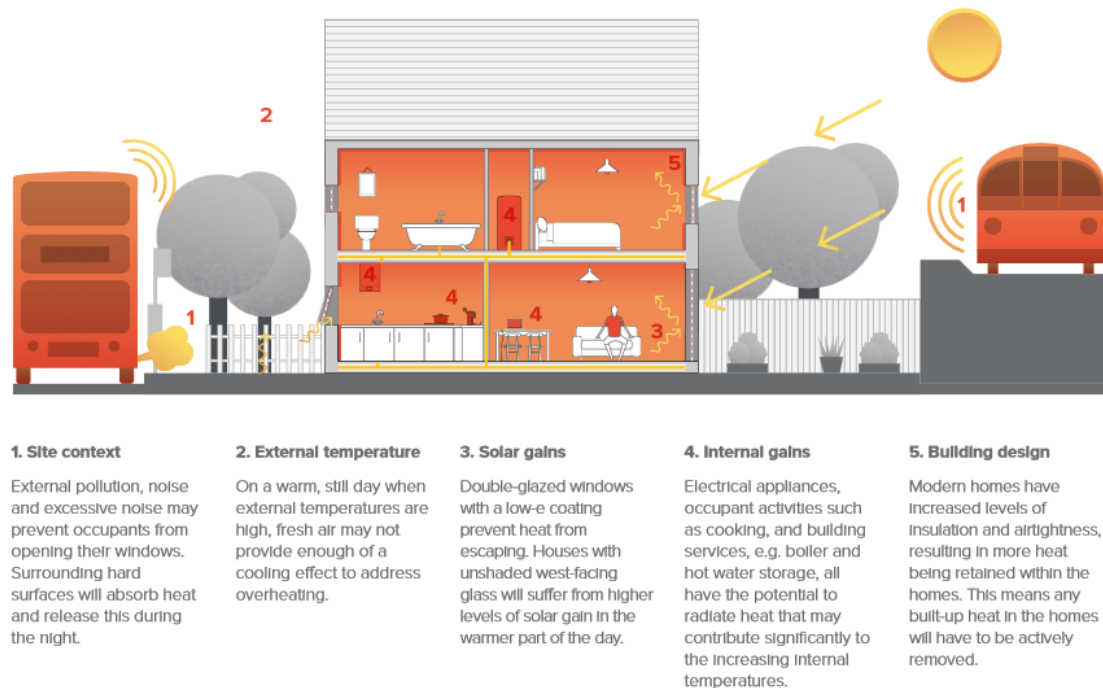 2
5
1
4
4
4
1
4
3
1. Site context
External pollution, noise
and excessive noise may
prevent occupants from
opening their windows.
Surrounding hard
surfaces will absorb heat
and release this during
the night.
2. External temperature
On a warm, still day when
external temperatures are
high, fresh air may not
provide enough of a
cooling effect to address
overheating.
3. Solar gains
Double-glazed windows
with a low-e coating
prevent heat from
escaping. Houses with
unshaded west-facing
glass will suffer from higher
levels of solar gain in the
warmer part of the day.
4. Internal gains
Electrical appliances,
occupant activities such
as cooking, and building
services, e.g. boiler and
hot water storage, all
have the potential to
radiate heat that may
contribute significantly to
the increasing internal
temperatures.
5. Building design
Modern homes have
increased levels of
insulation and airtightness,
resulting in more heat
being retained within the
homes. This means any
built-up heat in the homes
will have to be actively
removed.